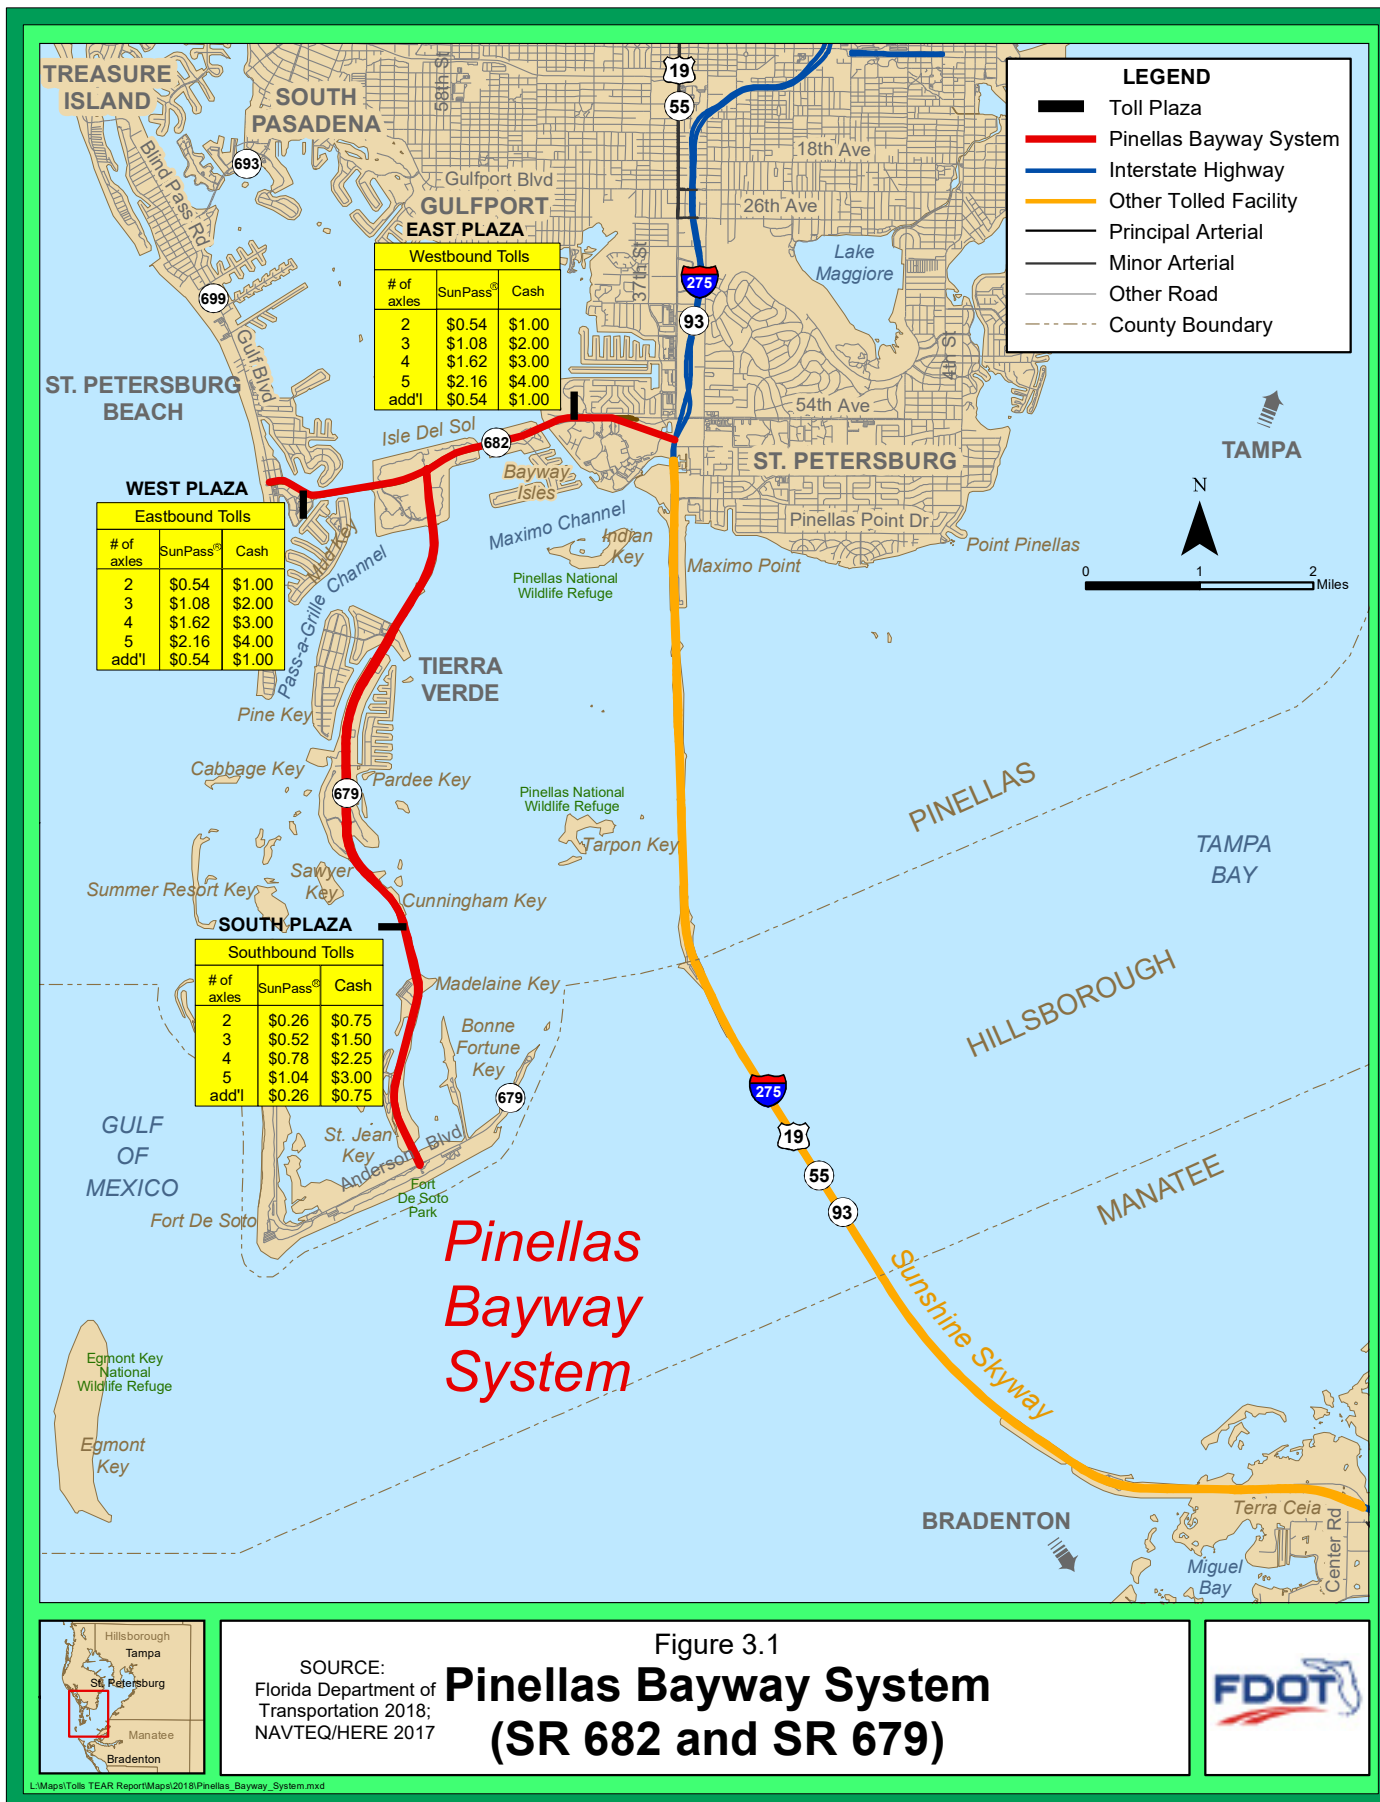 TREASURE
ISLAND
SOUTH
PASADENA
58th St
19
55
693
Blind Pass Rd
Gulfport Blvd
GULFPORT
18th Ave
26th Ave
Lake
Maggiore
37th St
275
93
4th St
54th Ave
699
Gulf Blvd
ST. PETERSBURG
BEACH
LEGEND
Toll Plaza
Pinellas Bayway System
Interstate Highway
Other Tolled Facility
Principal Arterial
Minor Arterial
Other Road
County Boundary
EAST PLAZA
Westbound Tolls
# of axles SunPass® Cash
2 $0.54 $1.00
3 $1.08 $2.00
4 $1.62 $3.00
5 $2.16 $4.00
add'l $0.54 $1.00
Isle Del Sol
682
Bayway
Isles
ST. PETERSBURG
TAMPA
N
0 1 2
Miles
WEST PLAZA
Eastbound Tolls
# of axles SunPass® Cash
2 $0.54 $1.00
3 $1.08 $2.00
4 $1.62 $3.00
5 $2.16 $4.00
add'l $0.54 $1.00
Mud Key
Pass-a-Grille Channel
Maximo Channel
Indian
Key
Pinellas National
Wildlife Refuge
Maximo Point
Pinellas Point Dr
Point Pinellas
TIERRA
VERDE
Pine Key
Cabbage Key
Pardee Key
679
Pinellas National
Wildlife Refuge
Tarpon Key
PINELLAS
TAMPA
BAY
Summer Resort Key
Sawyer
Key
Cunningham Key
SOUTH PLAZA
Southbound Tolls
# of axles SunPass® Cash
2 $0.26 $0.75
3 $0.52 $1.50
4 $0.78 $2.25
5 $1.04 $3.00
add'l $0.26 $0.75
Madelaine Key
Bonne
Fortune
Key
679
HILLSBOROUGH
275
19
55
93
MANATEE
GULF
OF
MEXICO
St. Jean
Key
Anderson Blvd
Fort
De Soto
Park
Fort De Soto
Pinellas
Bayway
System
Sunshine Skyway
Egmont Key
National
Wildlife Refuge
Egmont
Key
BRADENTON
Terra Ceia
Center Rd
Miguel
Bay
Hillsborough
Tampa
St. Petersburg
Manatee
Bradenton
SOURCE:
Florida Department of
Transportation 2018;
NAVTEQ/HERE 2017
Figure 3.1
Pinellas Bayway System
(SR 682 and SR 679)
FDOT
L:\Maps\Tolls TEAR Report\Maps\2018\Pinellas_Bayway_System.mxd